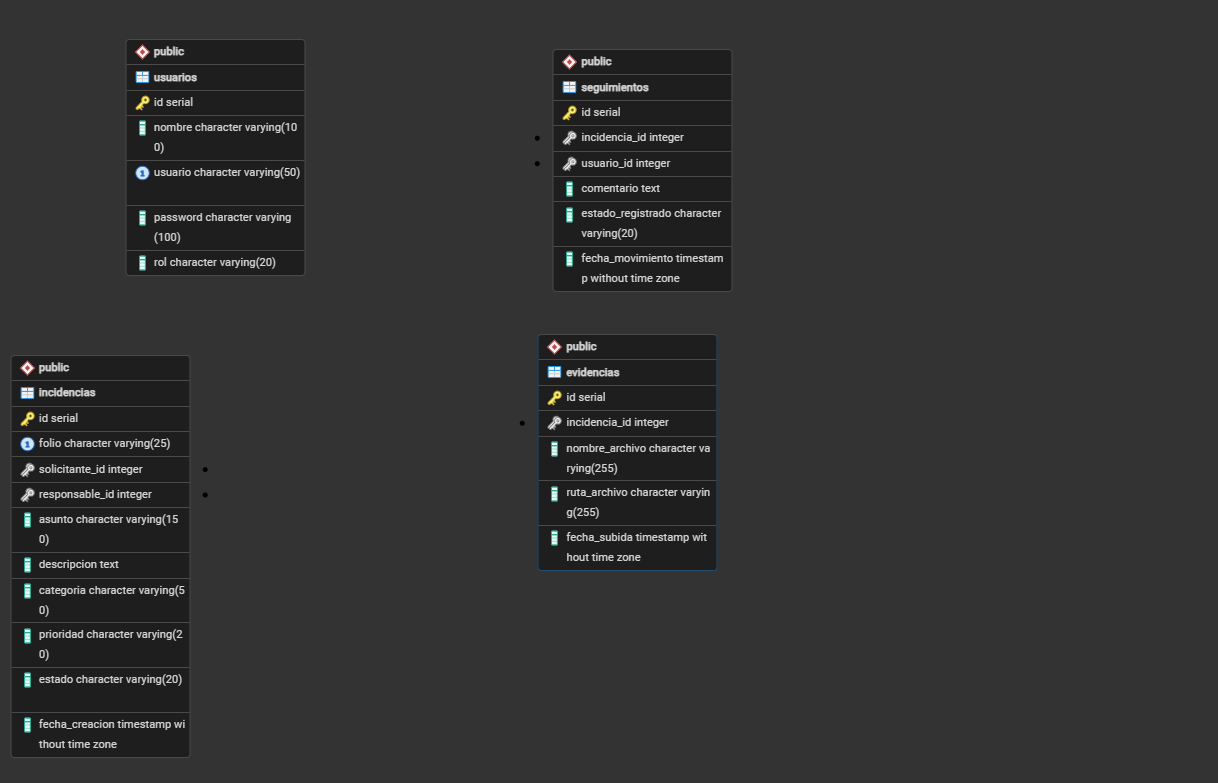 public
usuarios
id serial
nombre character varying(10
0)
usuario character varying(50)
password character varying
(100)
rol character varying(20)
public
seguimientos
id serial
incidencia_id integer
usuario_id integer
comentario text
estado_registrado character
varying(20)
fecha_movimiento timestam
p without time zone
public
incidencias
id serial
folio character varying(25)
solicitante_id integer
responsable_id integer
asunto character varying(15
0)
descripcion text
categoria character varying(5
0)
prioridad character varying(2
0)
estado character varying(20)
fecha_creacion timestamp wi
thout time zone
public
evidencias
id serial
incidencia_id integer
nombre_archivo character va
rying(255)
ruta_archivo character varyin
g(255)
fecha_subida timestamp wit
hout time zone